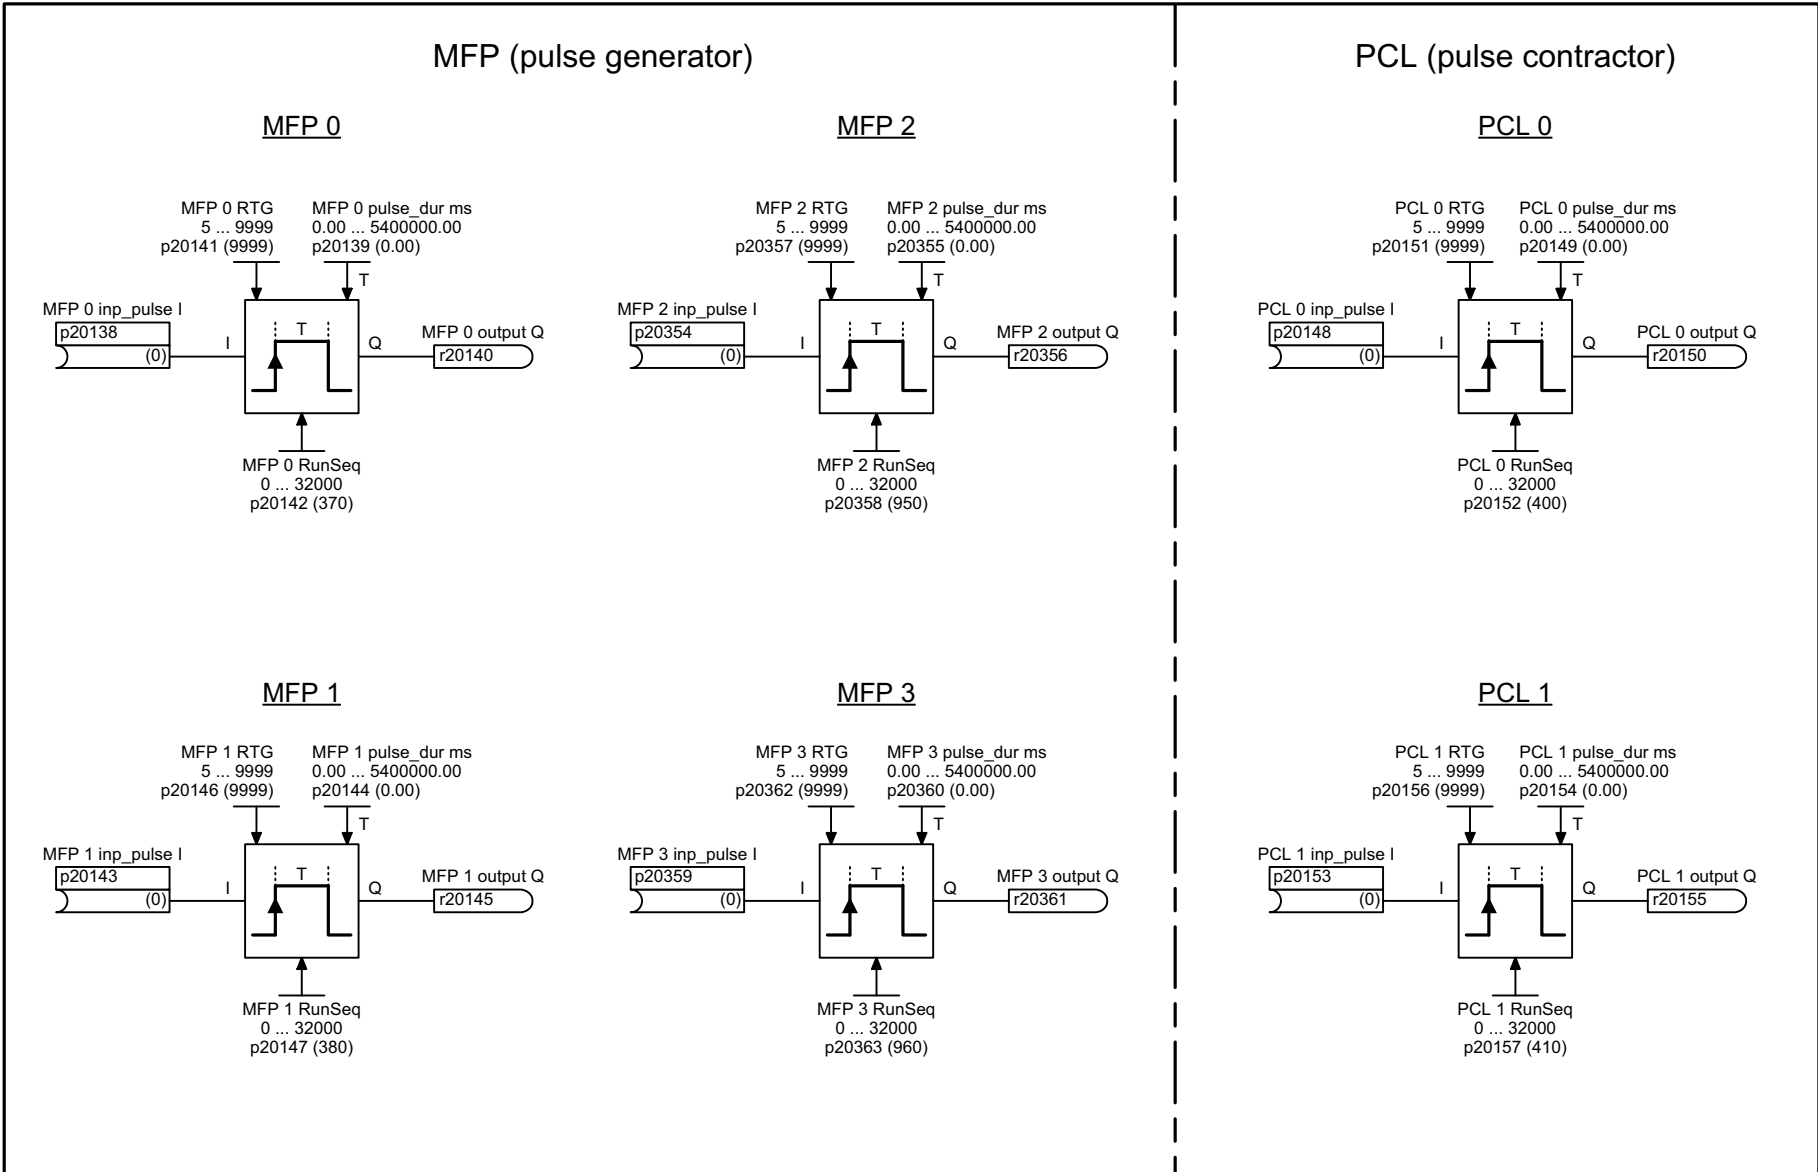 MFP (pulse generator)
MFP 0
MFP 0 RTG
5 ... 9999
p20141 (9999)
MFP 0 pulse_dur ms
0.00 ... 5400000.00
p20139 (0.00)
T
MFP 0 inp_pulse I
p20138
(0)
I
T
Q
MFP 0 output Q
r20140
MFP 0 RunSeq
0 ... 32000
p20142 (370)
MFP 2
MFP 2 RTG
5 ... 9999
p20357 (9999)
MFP 2 pulse_dur ms
0.00 ... 5400000.00
p20355 (0.00)
T
MFP 2 inp_pulse I
p20354
(0)
I
T
Q
MFP 2 output Q
r20356
MFP 2 RunSeq
0 ... 32000
p20358 (950)
MFP 1
MFP 1 RTG
5 ... 9999
p20146 (9999)
MFP 1 pulse_dur ms
0.00 ... 5400000.00
p20144 (0.00)
T
MFP 1 inp_pulse I
p20143
(0)
I
T
Q
MFP 1 output Q
r20145
MFP 1 RunSeq
0 ... 32000
p20147 (380)
MFP 3
MFP 3 RTG
5 ... 9999
p20362 (9999)
MFP 3 pulse_dur ms
0.00 ... 5400000.00
p20360 (0.00)
T
MFP 3 inp_pulse I
p20359
(0)
I
T
Q
MFP 3 output Q
r20361
MFP 3 RunSeq
0 ... 32000
p20363 (960)
PCL (pulse contractor)
PCL 0
PCL 0 RTG
5 ... 9999
p20151 (9999)
PCL 0 pulse_dur ms
0.00 ... 5400000.00
p20149 (0.00)
T
PCL 0 inp_pulse I
p20148
(0)
I
T
Q
PCL 0 output Q
r20150
PCL 0 RunSeq
0 ... 32000
p20152 (400)
PCL 1
PCL 1 RTG
5 ... 9999
p20156 (9999)
PCL 1 pulse_dur ms
0.00 ... 5400000.00
p20154 (0.00)
T
PCL 1 inp_pulse I
p20153
(0)
I
T
Q
PCL 1 output Q
r20155
PCL 1 RunSeq
0 ... 32000
p20157 (410)